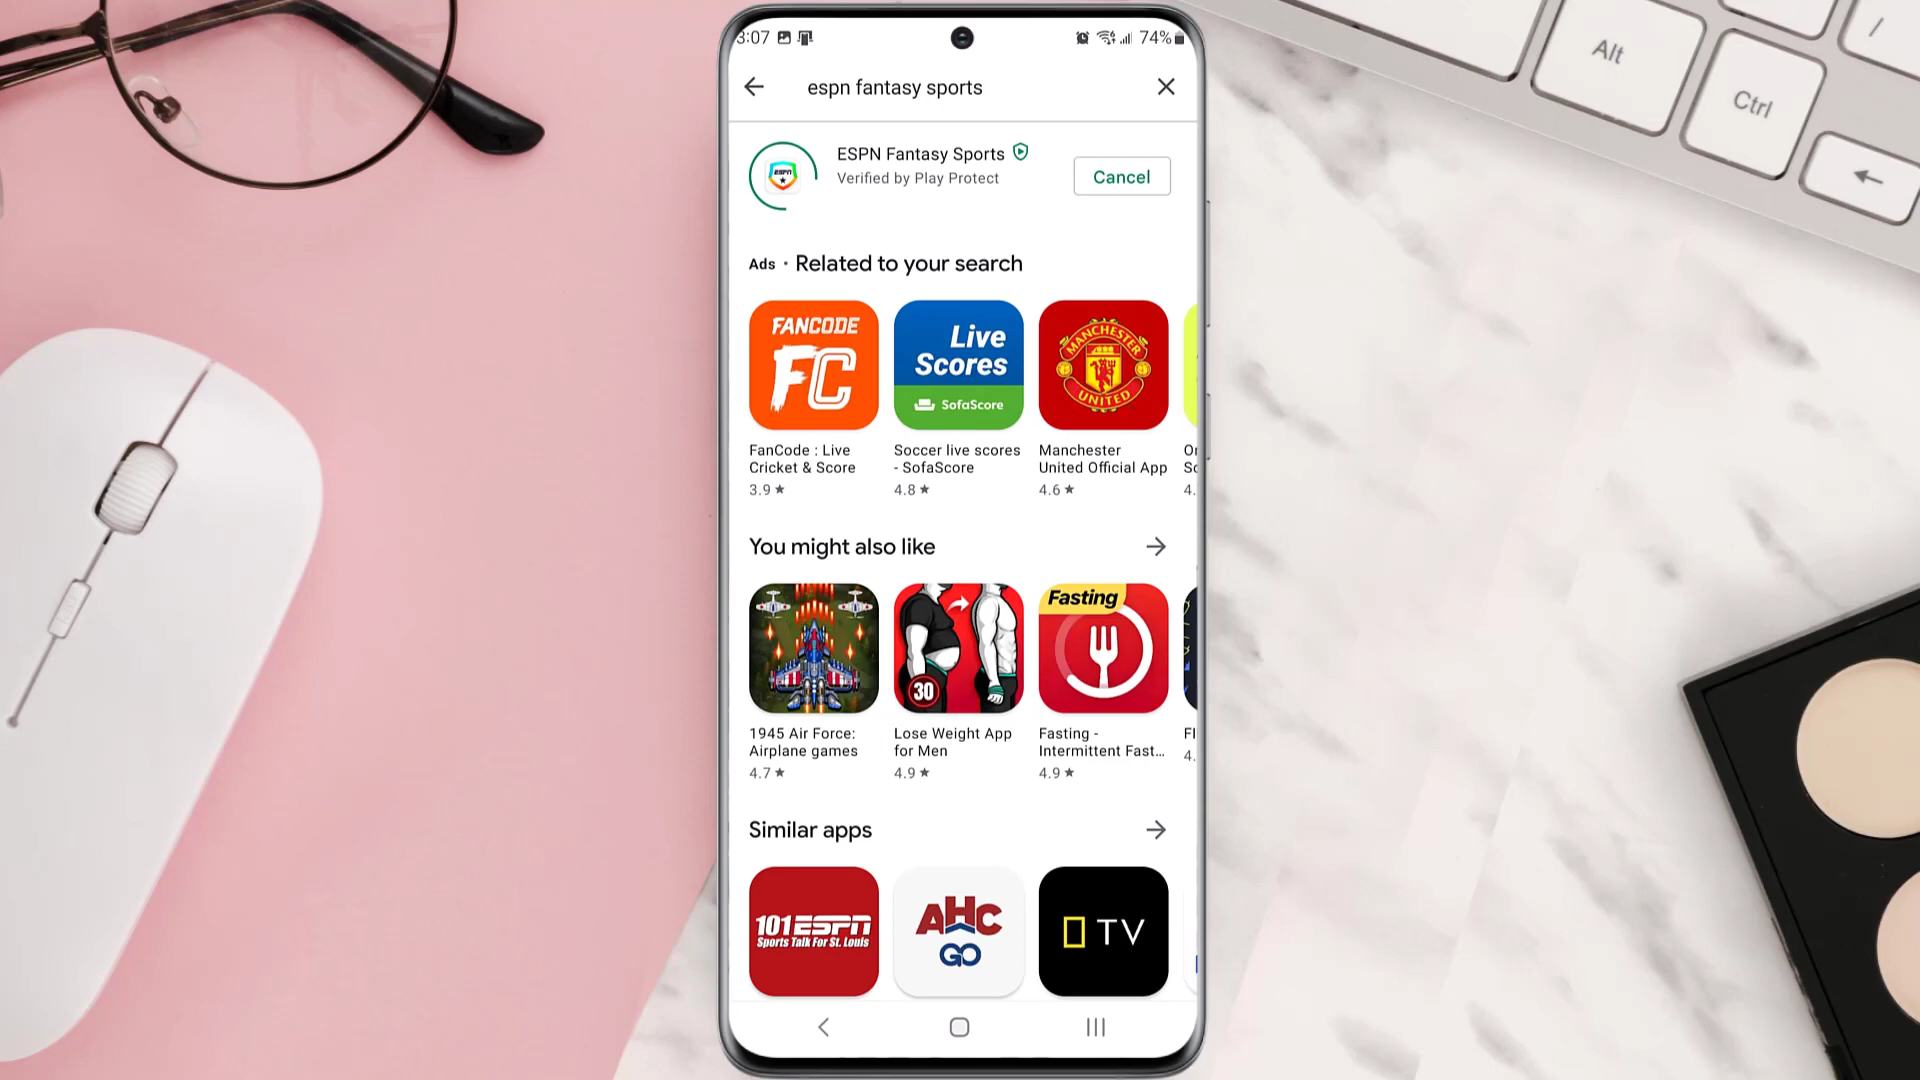 Alt
Ctrl
3:07
74%
espn fantasy sports
ESPN
ESPN Fantasy Sports
Verified by Play Protect
Cancel
Ads · Related to your search
FANCODE
FC
Live
Scores
SofaScore
MANCHESTER
UNITED
FanCode : Live
Cricket & Score
3.9 ★
Soccer live scores
- SofaScore
4.8 ★
Manchester
United Official App
4.6 ★
4.
You might also like
30
Fasting
1945 Air Force:
Airplane games
4.7 ★
Lose Weight App
for Men
4.9 ★
Fasting -
Intermittent Fast...
4.9 ★
4.
Similar apps
101 ESPN
Sports Talk For St. Louis
AHC
GO
TV